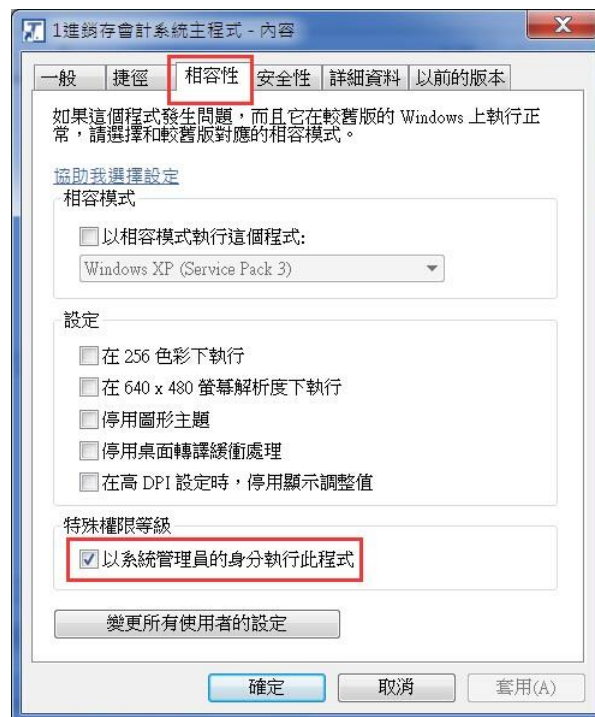 1進銷存會計系統主程式 - 內容
一般 捷徑 相容性 安全性 詳細資料 以前的版本
如果這個程式發生問題，而且它在較舊版的 Windows 上執行正
常，請選擇和較舊版對應的相容模式。
協助我選擇設定
相容模式
以相容模式執行這個程式:
Windows XP (Service Pack 3)
設定
在 256 色彩下執行
在 640 x 480 螢幕解析度下執行
停用圖形主題
停用桌面轉譯緩衝處理
在高 DPI 設定時，停用顯示調整值
特殊權限等級
以系統管理員的身分執行此程式
變更所有使用者的設定
確定 取消 套用(A)